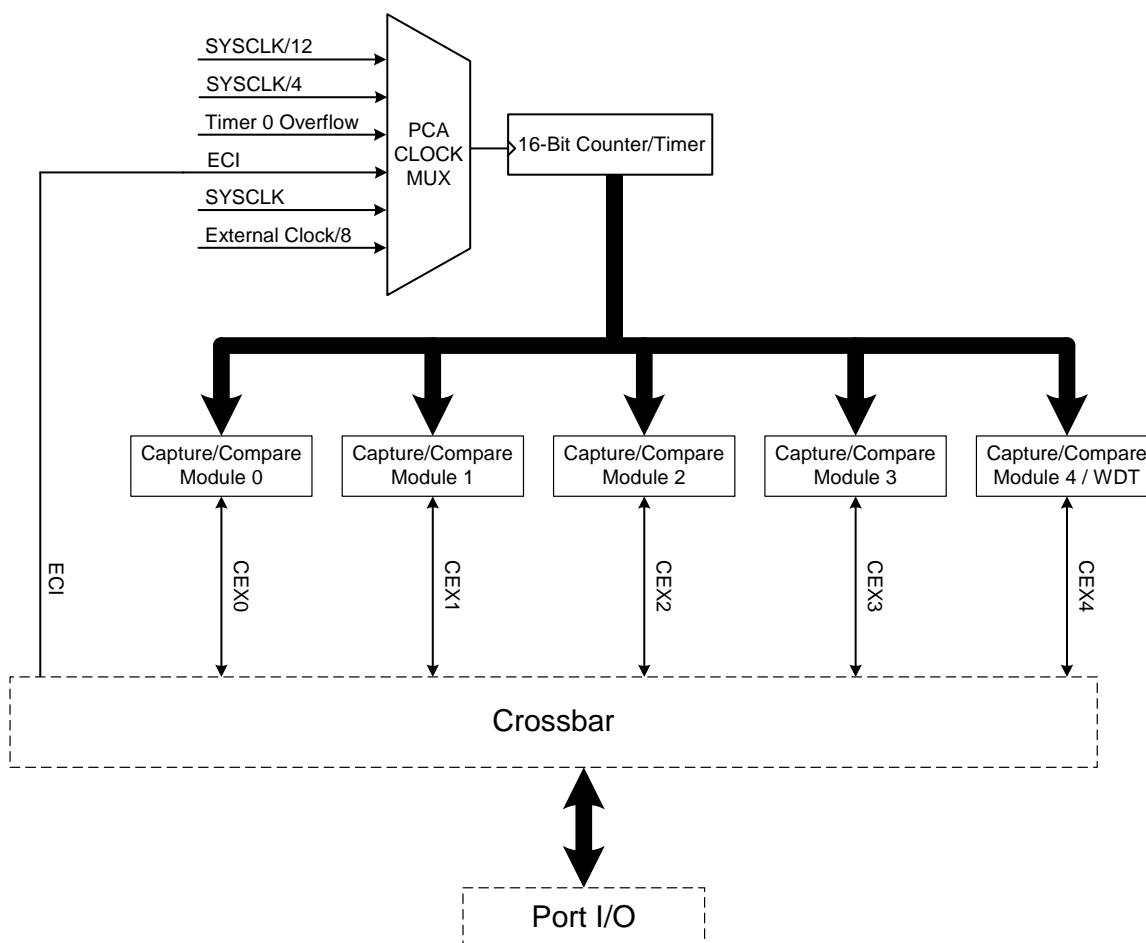 SYSCLK/12
SYSCLK/4
Timer 0 Overflow
ECI
SYSCLK
External Clock/8
PCA
CLOCK
MUX
16-Bit Counter/Timer
Capture/Compare
Module 0
Capture/Compare
Module 1
Capture/Compare
Module 2
Capture/Compare
Module 3
Capture/Compare
Module 4 / WDT
ECI
CEX0
CEX1
CEX2
CEX3
CEX4
Crossbar
Port I/O